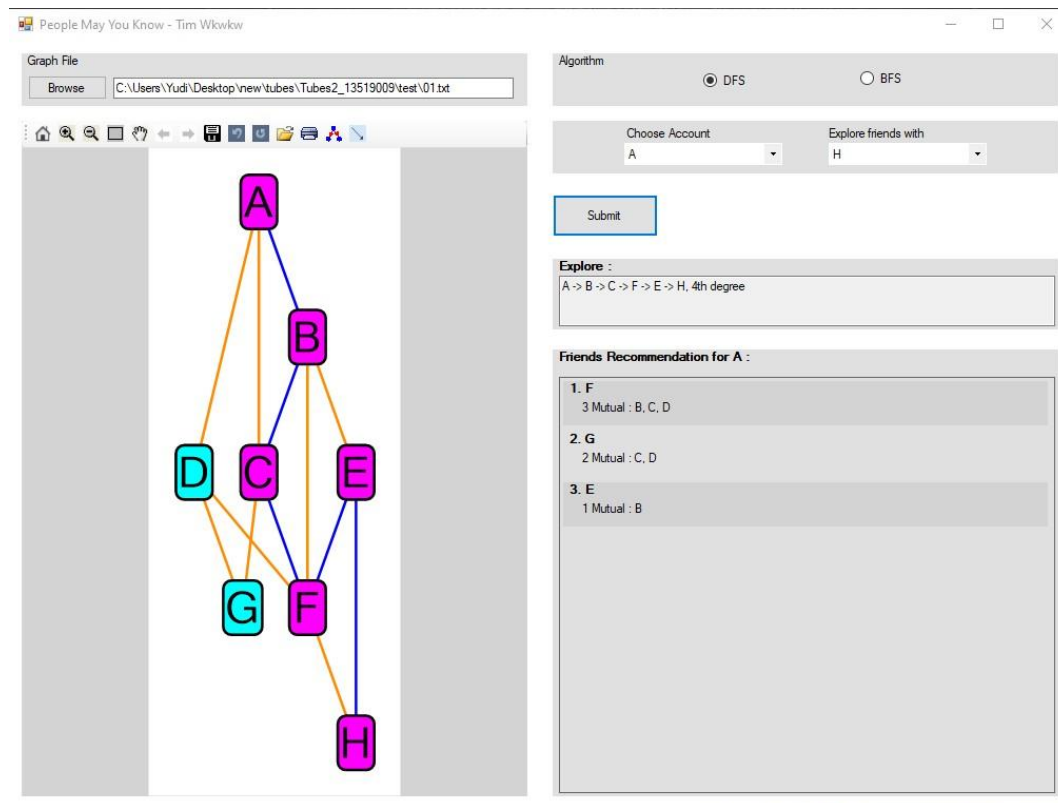 People May You Know - Tim Wkwkw
Graph File
Browse
C:\Users\Yudi\Desktop\new\tubes\Tubes2_13519009\test\01.txt
Algorithm
DFS
BFS
Choose Account
Explore friends with
A
H
Submit
Explore :
A -> B -> C -> F -> E -> H, 4th degree
Friends Recommendation for A :
1. F
3 Mutual : B, C, D
2. G
2 Mutual : C, D
3. E
1 Mutual : B
A
B
D
C
E
G
F
H